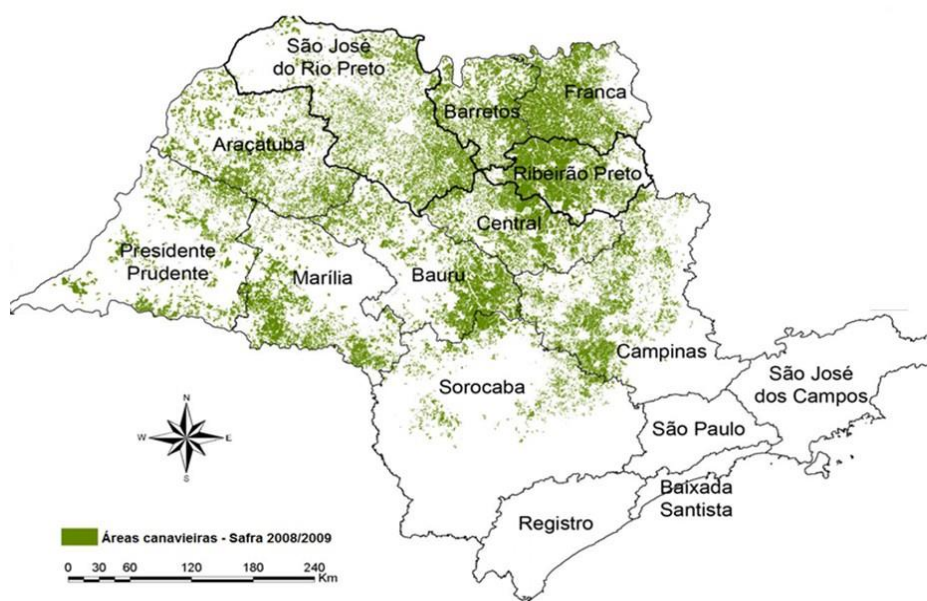 São José
do Rio Preto
Franca
Barretos
Araçatuba
Ribeirão Preto
Central
Presidente
Prudente
Marília
Bauru
Campinas
São José
dos Campos
Sorocaba
São Paulo
Baixada
Santista
Registro
N
W E
S
Áreas canavieiras - Safra 2008/2009
0 30 60 120 180 240
Km